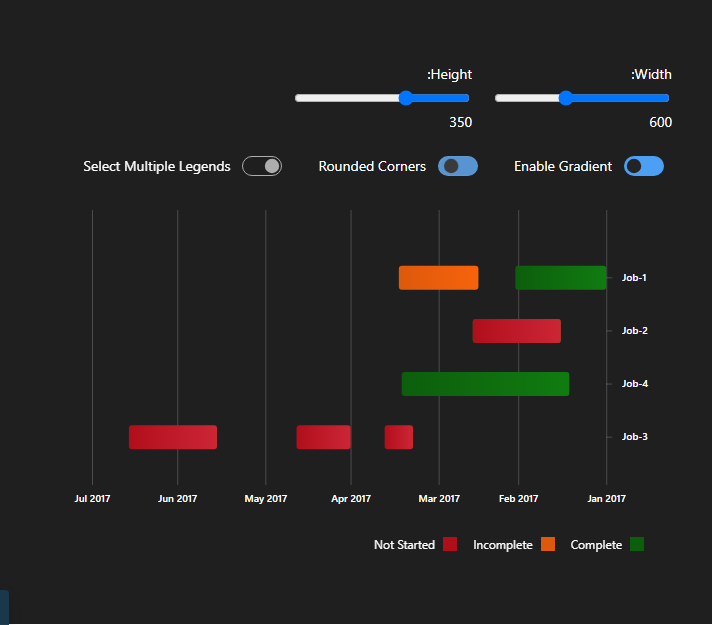 :Height
:Width
350
600
Select Multiple Legends
Rounded Corners
Enable Gradient
Job-1
Job-2
Job-4
Job-3
Jul 2017
Jun 2017
May 2017
Apr 2017
Mar 2017
Feb 2017
Jan 2017
Not Started
Incomplete
Complete